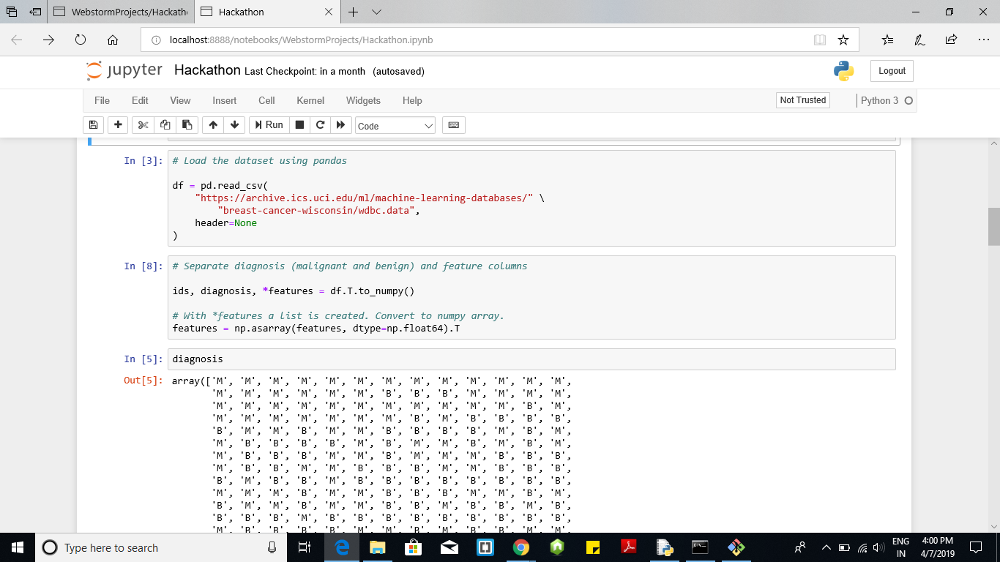 WebstormProjects/Hackath
Hackathon
localhost:8888/notebooks/WebstormProjects/Hackathon.ipynb
jupyter Hackathon Last Checkpoint: in a month (autosaved)
Logout
File Edit View Insert Cell Kernel Widgets Help
Not Trusted
Python 3
Run
Code
In [3]: # Load the dataset using pandas
df = pd.read_csv(
"https://archive.ics.uci.edu/ml/machine-learning-databases/" \
"breast-cancer-wisconsin/wdbc.data",
header=None
)
In [8]: # Separate diagnosis (malignant and benign) and feature columns
ids, diagnosis, *features = df.T.to_numpy()
# With *features a list is created. Convert to numpy array.
features = np.asarray(features, dtype=np.float64).T
In [5]: diagnosis
Out[5]: array(['M', 'M', 'M', 'M', 'M', 'M', 'M', 'M', 'M', 'M', 'M', 'M', 'M',
'M', 'M', 'M', 'M', 'M', 'M', 'B', 'B', 'B', 'M', 'M', 'M', 'M',
'M', 'M', 'M', 'M', 'M', 'M', 'M', 'M', 'M', 'M', 'M', 'B', 'M',
'M', 'M', 'M', 'M', 'M', 'M', 'B', 'M', 'B', 'B', 'B', 'B',
'B', 'M', 'M', 'B', 'M', 'M', 'B', 'B', 'B', 'B', 'M', 'B', 'M',
'M', 'B', 'B', 'B', 'B', 'M', 'B', 'M', 'M', 'B', 'M', 'B', 'M',
'M', 'B', 'B', 'B', 'M', 'M', 'B', 'M', 'M', 'M', 'B', 'B', 'B',
'M', 'B', 'B', 'M', 'M', 'B', 'B', 'B', 'M', 'M', 'B', 'B', 'B',
'B', 'M', 'B', 'B', 'M', 'B', 'B', 'B', 'B', 'B', 'B', 'B', 'B',
'M', 'M', 'M', 'B', 'M', 'M', 'B', 'B', 'B', 'M', 'M', 'B', 'M',
'B', 'M', 'M', 'B', 'M', 'M', 'B', 'B', 'M', 'B', 'B', 'M', 'B',
'B', 'B', 'B', 'M', 'B', 'B', 'B', 'B', 'B', 'B', 'B', 'B', 'B',
'M', 'B', 'B', 'B', 'B', 'M', 'M', 'B', 'M', 'B', 'B', 'M', 'M',
Type here to search
ENG
IN
4:00 PM
4/7/2019